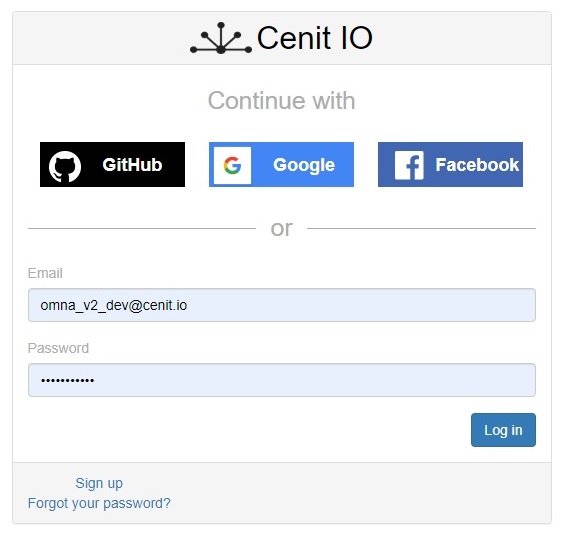 Cenit IO
Continue with
GitHub
Google
Facebook
or
Email
omna_v2_dev@cenit.io
Password
•••••••••••
Log in
Sign up
Forgot your password?